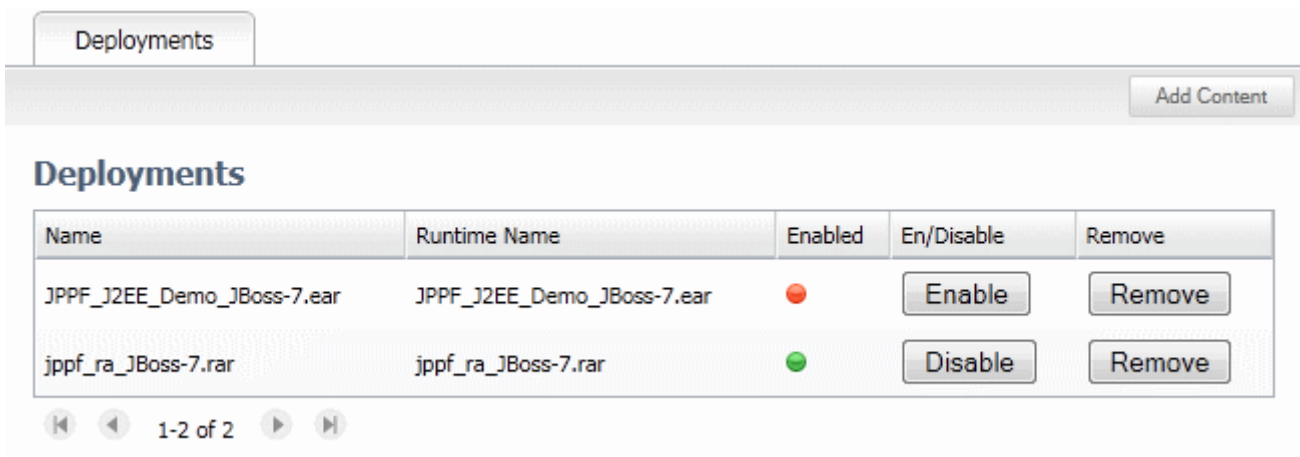 Deployments
Add Content
Deployments
Name Runtime Name Enabled En/Disable Remove
JPPF_J2EE_Demo_JBoss-7.ear JPPF_J2EE_Demo_JBoss-7.ear Enable Remove
jppf_ra_JBoss-7.rar jppf_ra_JBoss-7.rar Disable Remove
1-2 of 2